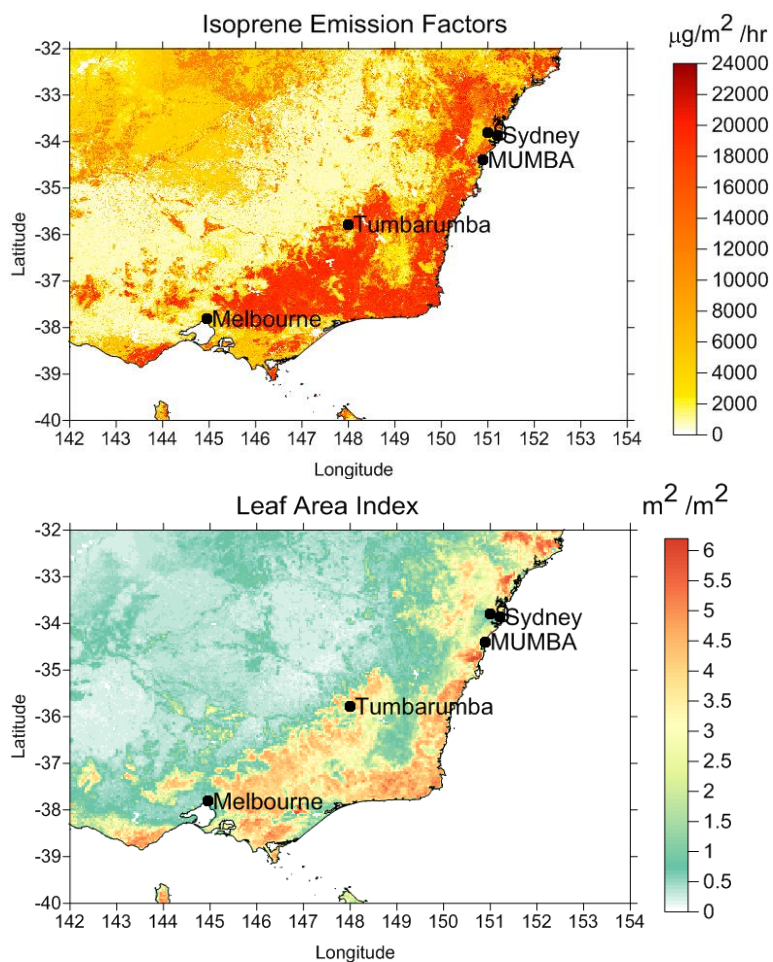 Isoprene Emission Factors
μg/m² /hr
-32
-33
-34
-35
-36
-37
-38
-39
-40
Latitude
Sydney
MUMBA
Tumbarumba
Melbourne
142 143 144 145 146 147 148 149 150 151 152 153 154
Longitude
24000
22000
20000
18000
16000
14000
12000
10000
8000
6000
4000
2000
0
Leaf Area Index
m² /m²
-32
-33
-34
-35
-36
-37
-38
-39
-40
Latitude
Sydney
MUMBA
Tumbarumba
Melbourne
142 143 144 145 146 147 148 149 150 151 152 153 154
Longitude
6
5.5
5
4.5
4
3.5
3
2.5
2
1.5
1
0.5
0